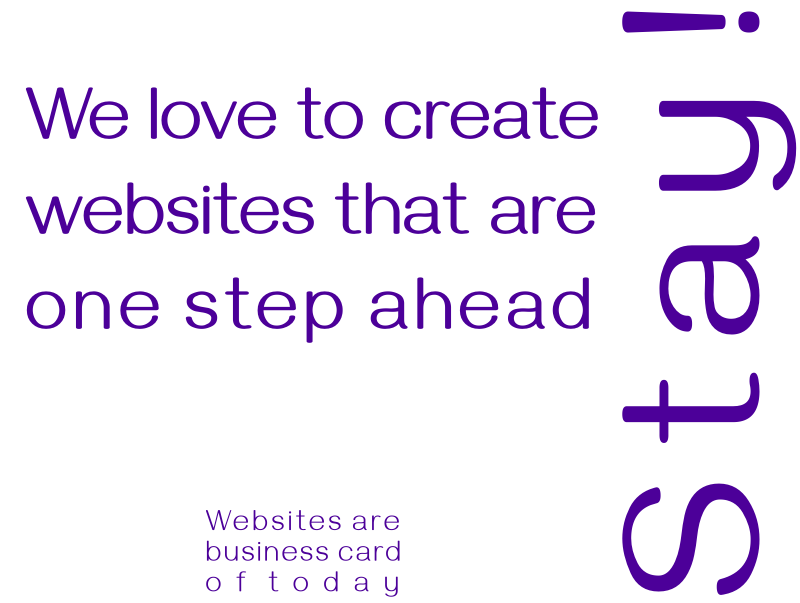 We love to create
websites that are
one step ahead
Stay!
Websites are
business card
of today